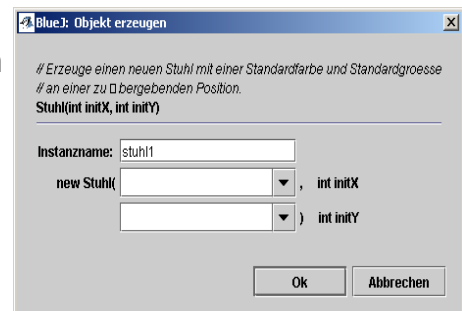 BlueJ: Objekt erzeugen
# Erzeuge einen neuen Stuhl mit einer Standardfarbe und Standardgroesse
# an einer zu □bergebenden Position.
Stuhl(int initX, int initY)
Instanzname: stuhl1
new Stuhl( , int initX
) int initY
Ok Abbrechen